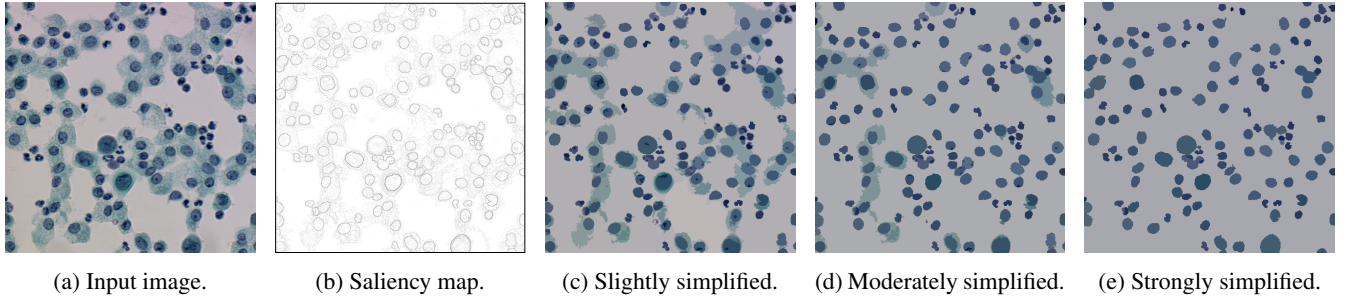 (a) Input image.
(b) Saliency map.
(c) Slightly simplified.
(d) Moderately simplified.
(e) Strongly simplified.